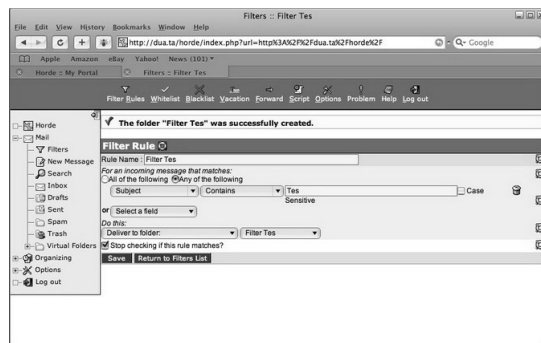 Filters :: Filter Tes
File Edit View History Bookmarks Window Help
http://dua.ta/horde/index.php?url=http%3A%2F%2Fdua.ta%2Fhorde%2F
Google
Apple Amazon eBay Yahoo! News (101)
Horde :: My Portal Filters :: Filter Tes
Filter Rules Whitelist Blacklist Vacation Forward Script Options Problem Help Log out
Horde
Mail
Filters
New Message
Search
Inbox
Drafts
Sent
Spam
Trash
Virtual Folders
Organizing
Options
Log out
The folder "Filter Tes" was successfully created.
Filter Rule
Rule Name : Filter Tes
For an incoming message that matches:
All of the following Any of the following
Subject Contains Tes Case
Sensitive
or Select a field
Do this:
Deliver to folder: Filter Tes
Stop checking if this rule matches?
Save Return to Filters List